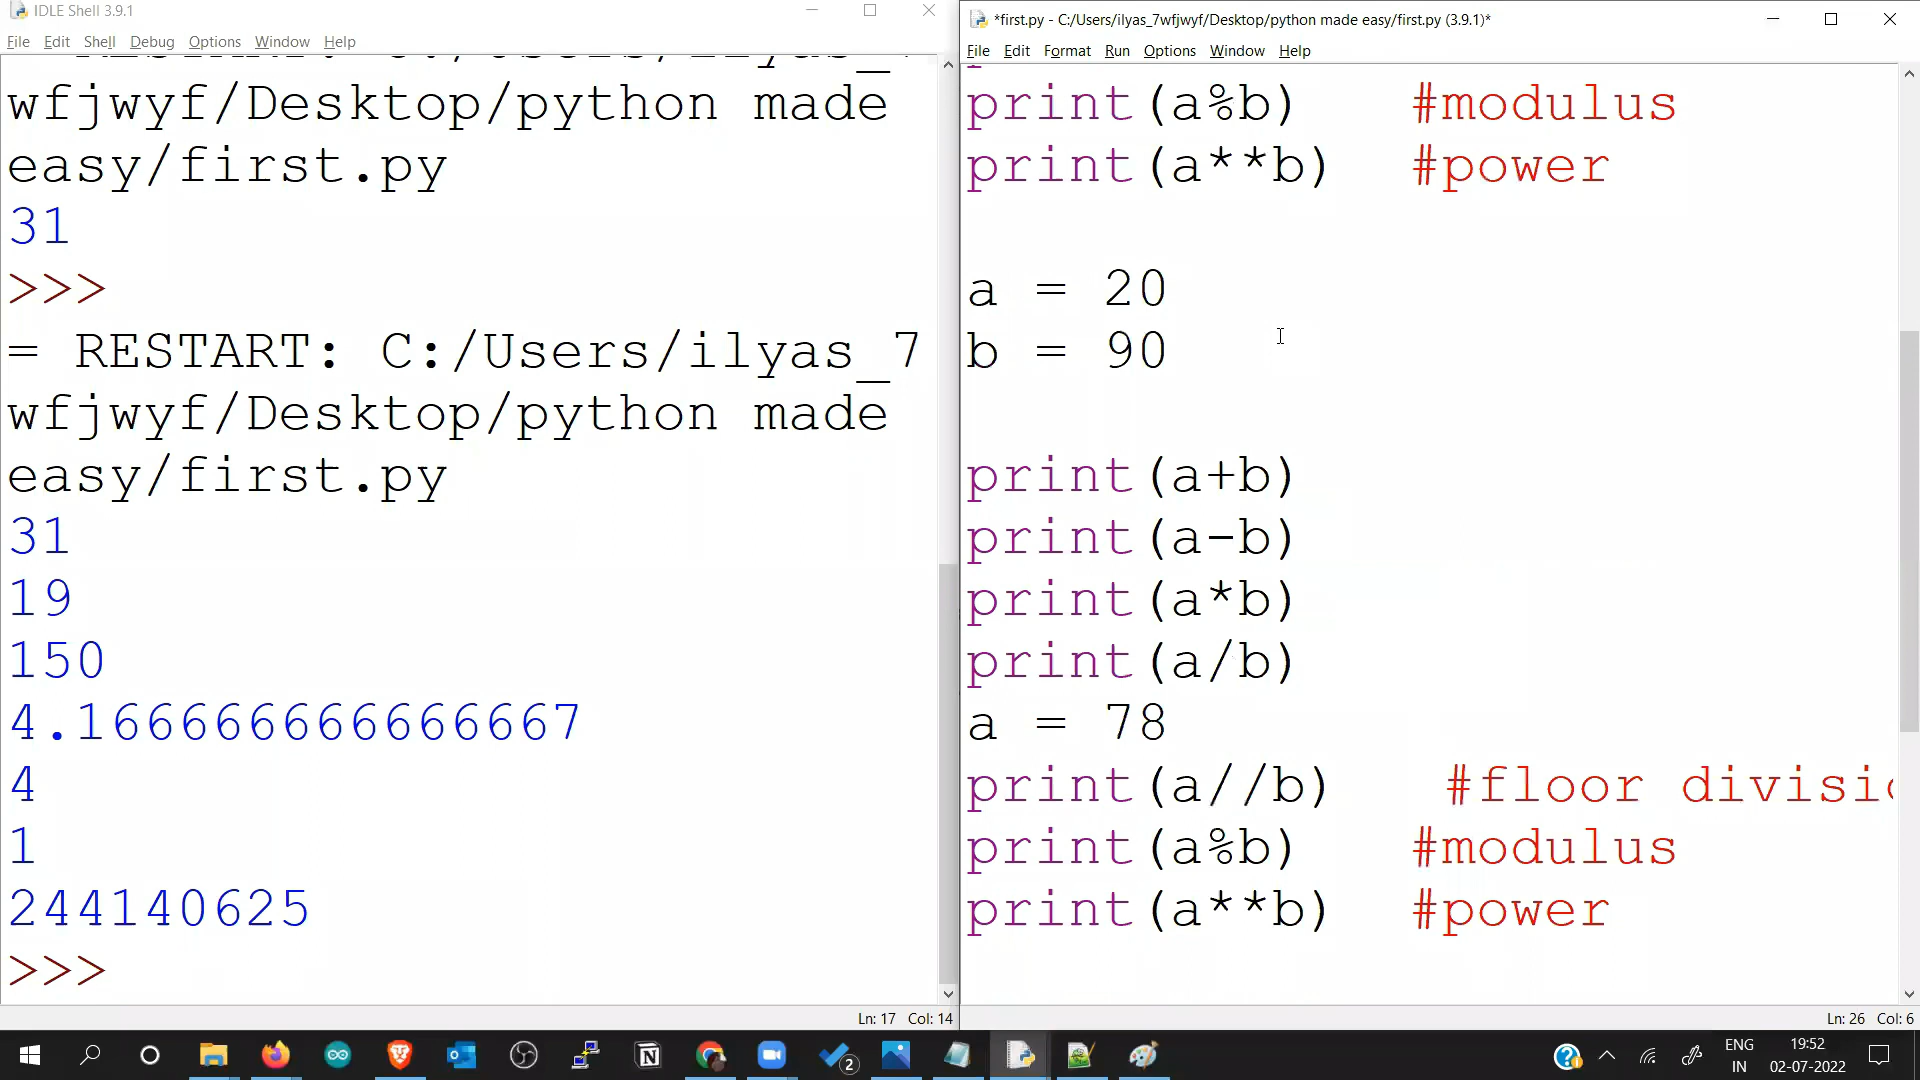 IDLE Shell 3.9.1
File Edit Shell Debug Options Window Help
wfjwyf/Desktop/python made
easy/first.py
31
>>>
= RESTART: C:/Users/ilyas_7
wfjwyf/Desktop/python made
easy/first.py
31
19
150
4.166666666666667
4
1
244140625
>>>
Ln: 17 Col: 14
*first.py - C:/Users/ilyas_7wfjwyf/Desktop/python made easy/first.py (3.9.1)*
File Edit Format Run Options Window Help
print(a%b) #modulus
print(a**b) #power
a = 20
b = 90
print(a+b)
print(a-b)
print(a*b)
print(a/b)
a = 78
print(a//b) #floor divisi
print(a%b) #modulus
print(a**b) #power
Ln: 26 Col: 6
2
ENG
IN
19:52
02-07-2022